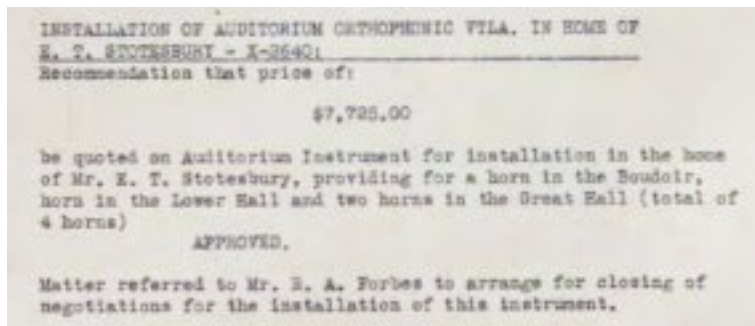 INSTALLATION OF AUDITORIUM ORTHOPHONIC VTLA. IN HOME OF
E. T. STOTESBURY - X-2640:
Recommendation that price of:
$7,725.00
be quoted on Auditorium Instrument for installation in the home
of Mr. E. T. Stotesbury, providing for a horn in the Boudoir,
horn in the Lower Hall and two horns in the Great Hall (total of
4 horns)
APPROVED.
Matter referred to Mr. R. A. Forbes to arrange for closing of
negotiations for the installation of this instrument.